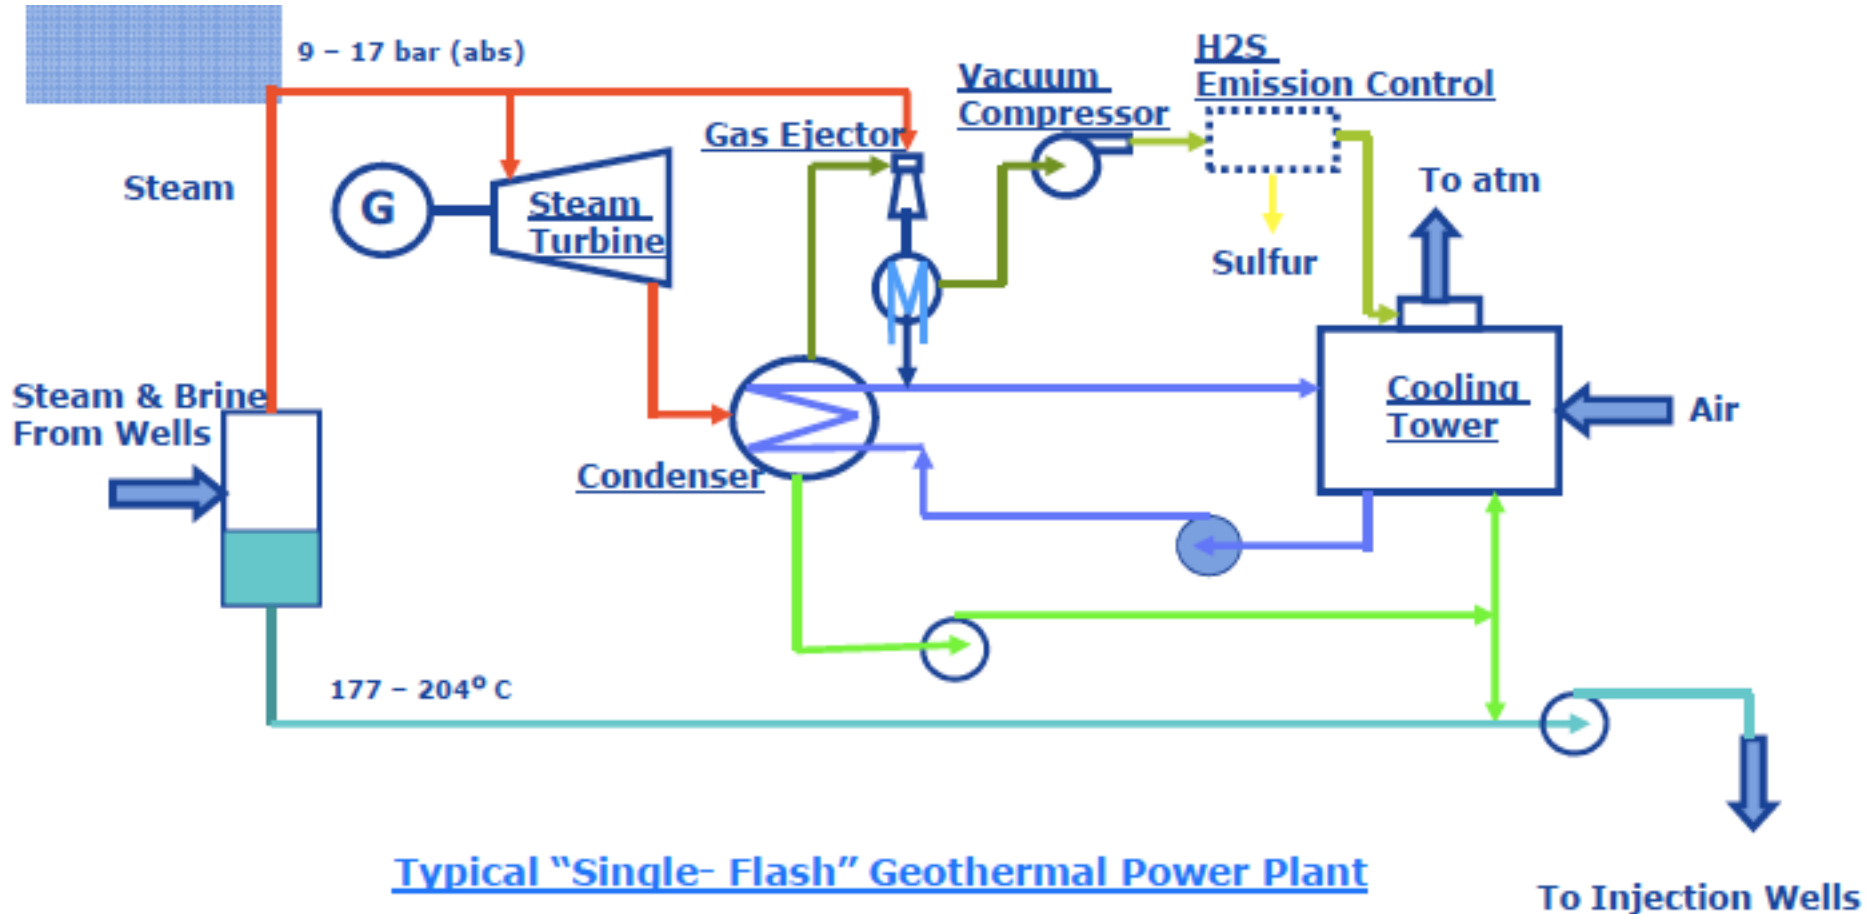 9 – 17 bar (abs)
H2S
Emission Control
Vacuum
Compressor
Gas Ejector
Steam
G
Steam
Turbine
To atm
Sulfur
Steam & Brine
From Wells
Cooling
Tower
Air
Condenser
177 – 204⁰ C
Typical “Single- Flash” Geothermal Power Plant
To Injection Wells